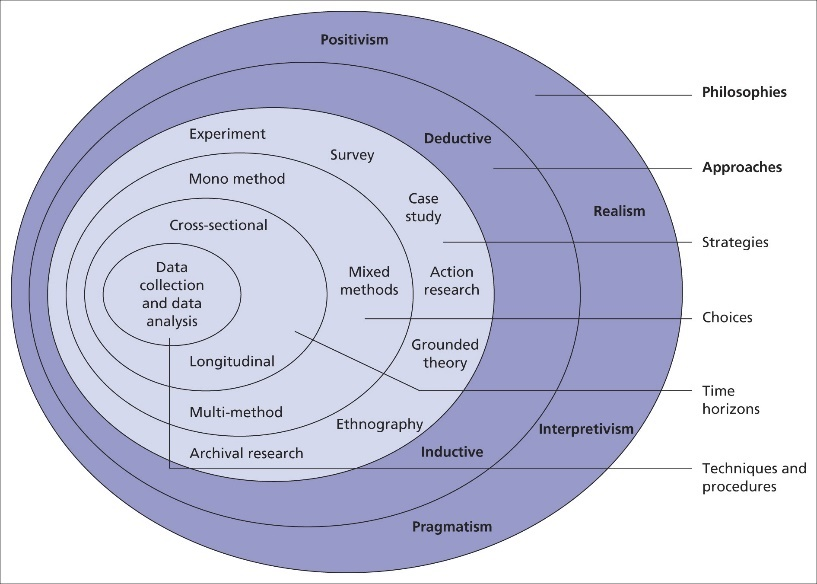 Positivism
Philosophies
Experiment
Deductive
Survey
Approaches
Mono method
Case
study
Realism
Cross-sectional
Strategies
Data
collection
and data
analysis
Mixed
methods
Action
research
Choices
Grounded
theory
Longitudinal
Time
horizons
Multi-method
Ethnography
Interpretivism
Archival research
Inductive
Techniques and
procedures
Pragmatism